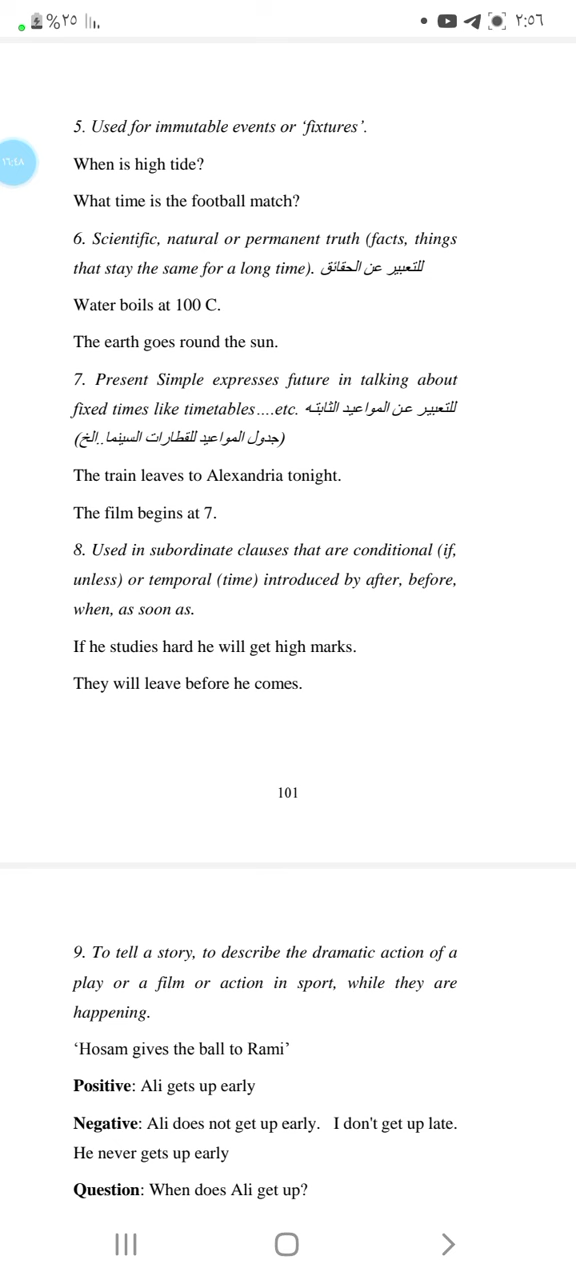 %٢٥ ٢:٥٦
١٦:٤٨
5. Used for immutable events or ‘fixtures’.
When is high tide?
What time is the football match?
6. Scientific, natural or permanent truth (facts, things
that stay the same for a long time). للتعبير عن الحقائق
Water boils at 100 C.
The earth goes round the sun.
7. Present Simple expresses future in talking about
fixed times like timetables….etc. للتعبير عن المواعيد الثابته
(جدول المواعيد للقطارات السينما..الخ)
The train leaves to Alexandria tonight.
The film begins at 7.
8. Used in subordinate clauses that are conditional (if,
unless) or temporal (time) introduced by after, before,
when, as soon as.
If he studies hard he will get high marks.
They will leave before he comes.
101
9. To tell a story, to describe the dramatic action of a
play or a film or action in sport, while they are
happening.
‘Hosam gives the ball to Rami’
Positive: Ali gets up early
Negative: Ali does not get up early. I don't get up late.
He never gets up early
Question: When does Ali get up?